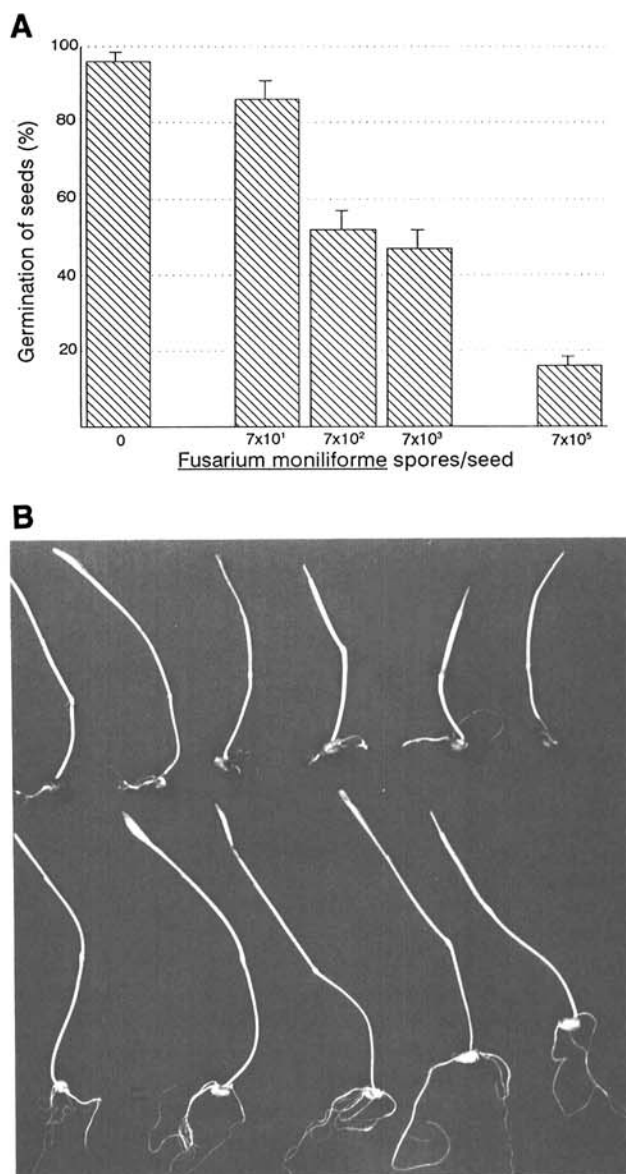 A
Germination of seeds (%)
100
80
60
40
20
0
7x10¹
7x10²
7x10³
7x10⁵
Fusarium moniliforme spores/seed
B